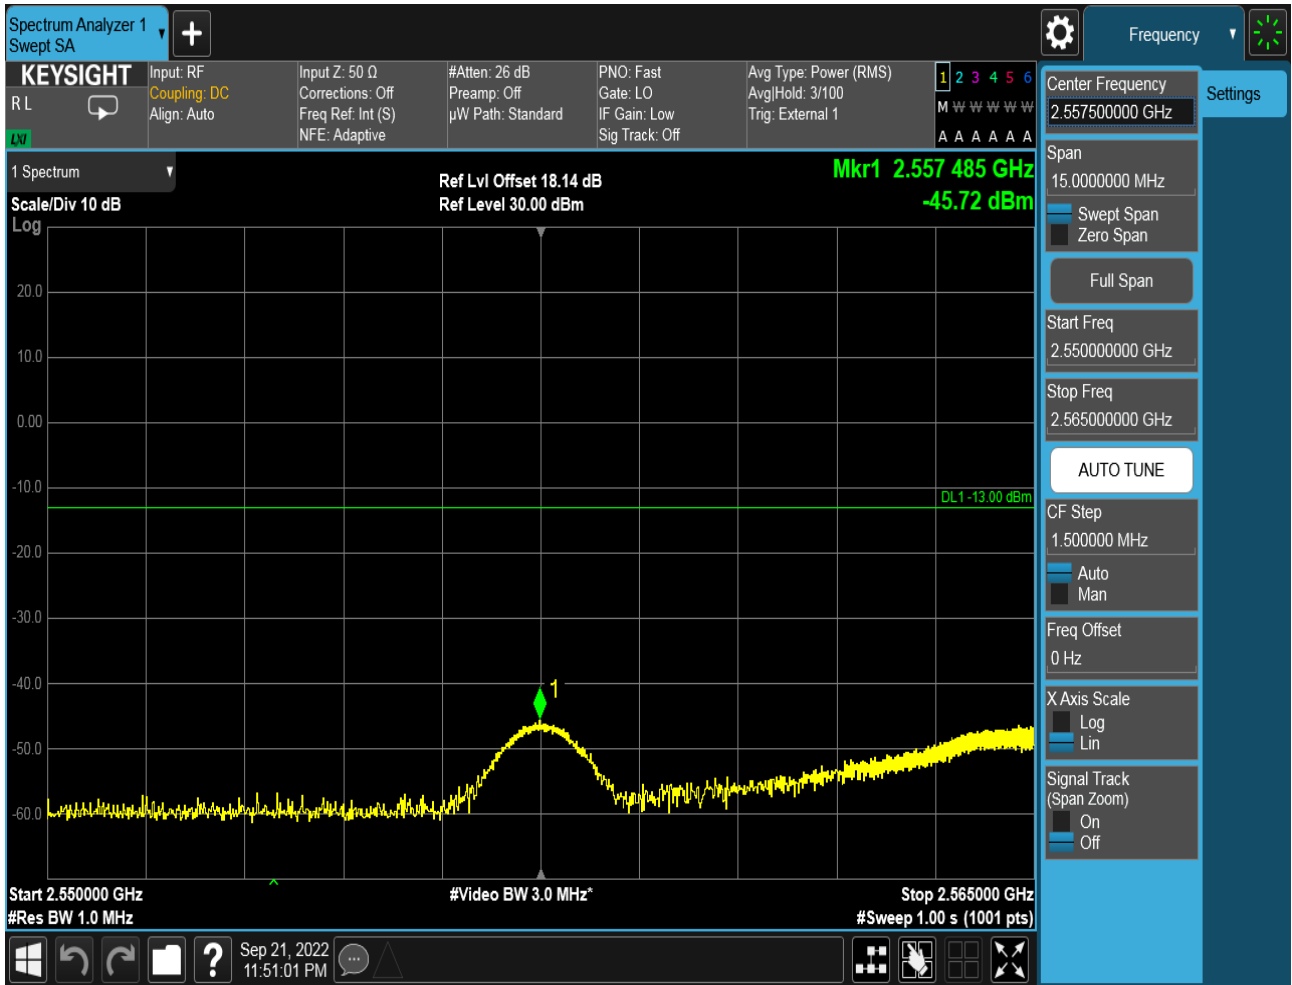 Spectrum Analyzer 1
Swept SA
Frequency
KEYSIGHT
R L
LXI
Input: RF
Coupling: DC
Align: Auto
Input Z: 50 Ω
Corrections: Off
Freq Ref: Int (S)
NFE: Adaptive
#Atten: 26 dB
Preamp: Off
µW Path: Standard
PNO: Fast
Gate: LO
IF Gain: Low
Sig Track: Off
Avg Type: Power (RMS)
Avg|Hold: 3/100
Trig: External 1
1 2 3 4 5 6
M W W W W W
A A A A A A
1 Spectrum
Scale/Div 10 dB
Log
Ref Lvl Offset 18.14 dB
Ref Level 30.00 dBm
Mkr1 2.557 485 GHz
-45.72 dBm
20.0
10.0
0.00
-10.0
DL1 -13.00 dBm
-20.0
-30.0
-40.0
1
-50.0
-60.0
Start 2.550000 GHz
#Res BW 1.0 MHz
#Video BW 3.0 MHz*
Stop 2.565000 GHz
#Sweep 1.00 s (1001 pts)
Sep 21, 2022
11:51:01 PM
Settings
Center Frequency
2.557500000 GHz
Span
15.0000000 MHz
Swept Span
Zero Span
Full Span
Start Freq
2.550000000 GHz
Stop Freq
2.565000000 GHz
AUTO TUNE
CF Step
1.500000 MHz
Auto
Man
Freq Offset
0 Hz
X Axis Scale
Log
Lin
Signal Track
(Span Zoom)
On
Off